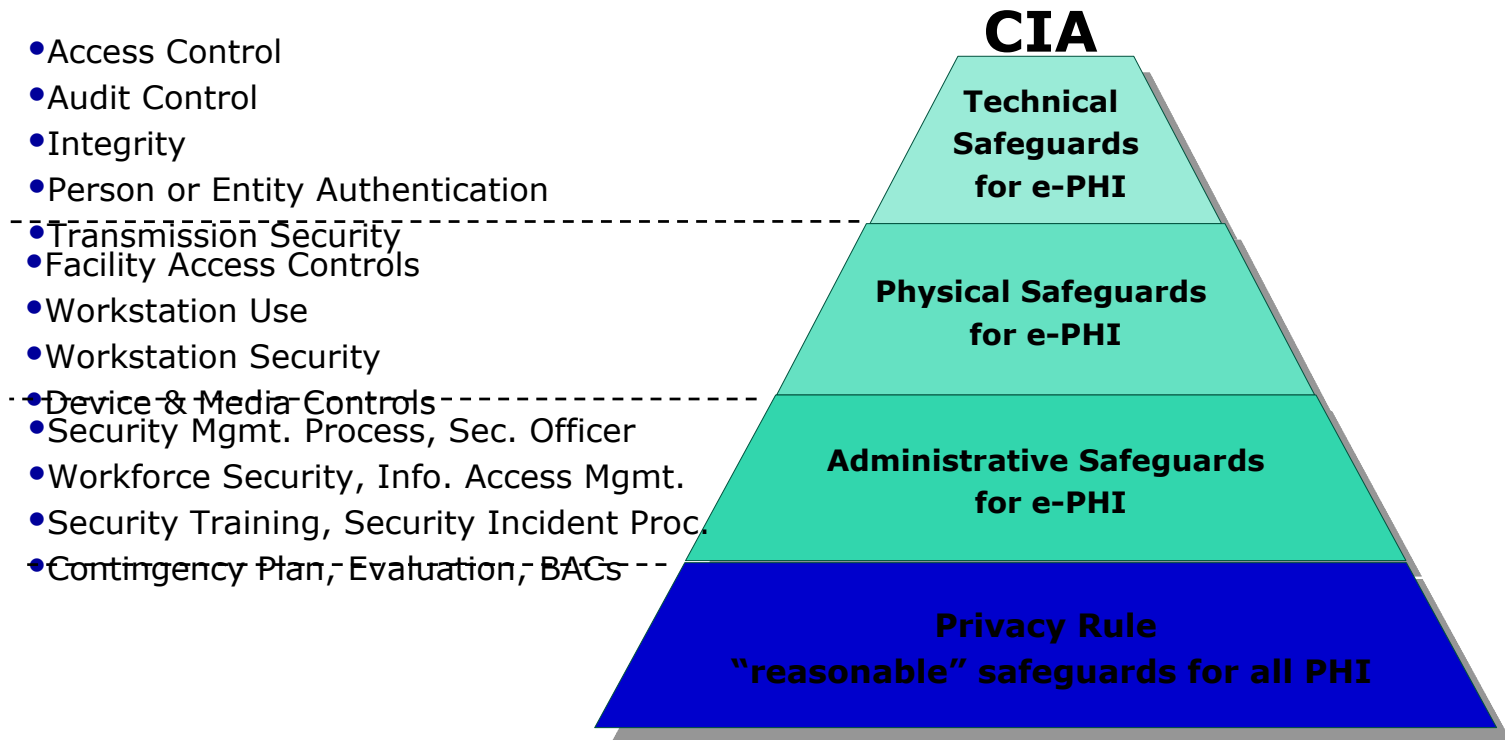 CIA
•Access Control
•Audit Control
•Integrity
•Person or Entity Authentication
•Transmission Security
Technical
Safeguards
for e-PHI
•Facility Access Controls
•Workstation Use
•Workstation Security
•Device & Media Controls
Physical Safeguards
for e-PHI
•Security Mgmt. Process, Sec. Officer
•Workforce Security, Info. Access Mgmt.
•Security Training, Security Incident Proc.
•Contingency Plan, Evaluation, BACs
Administrative Safeguards
for e-PHI
Privacy Rule
“reasonable” safeguards for all PHI